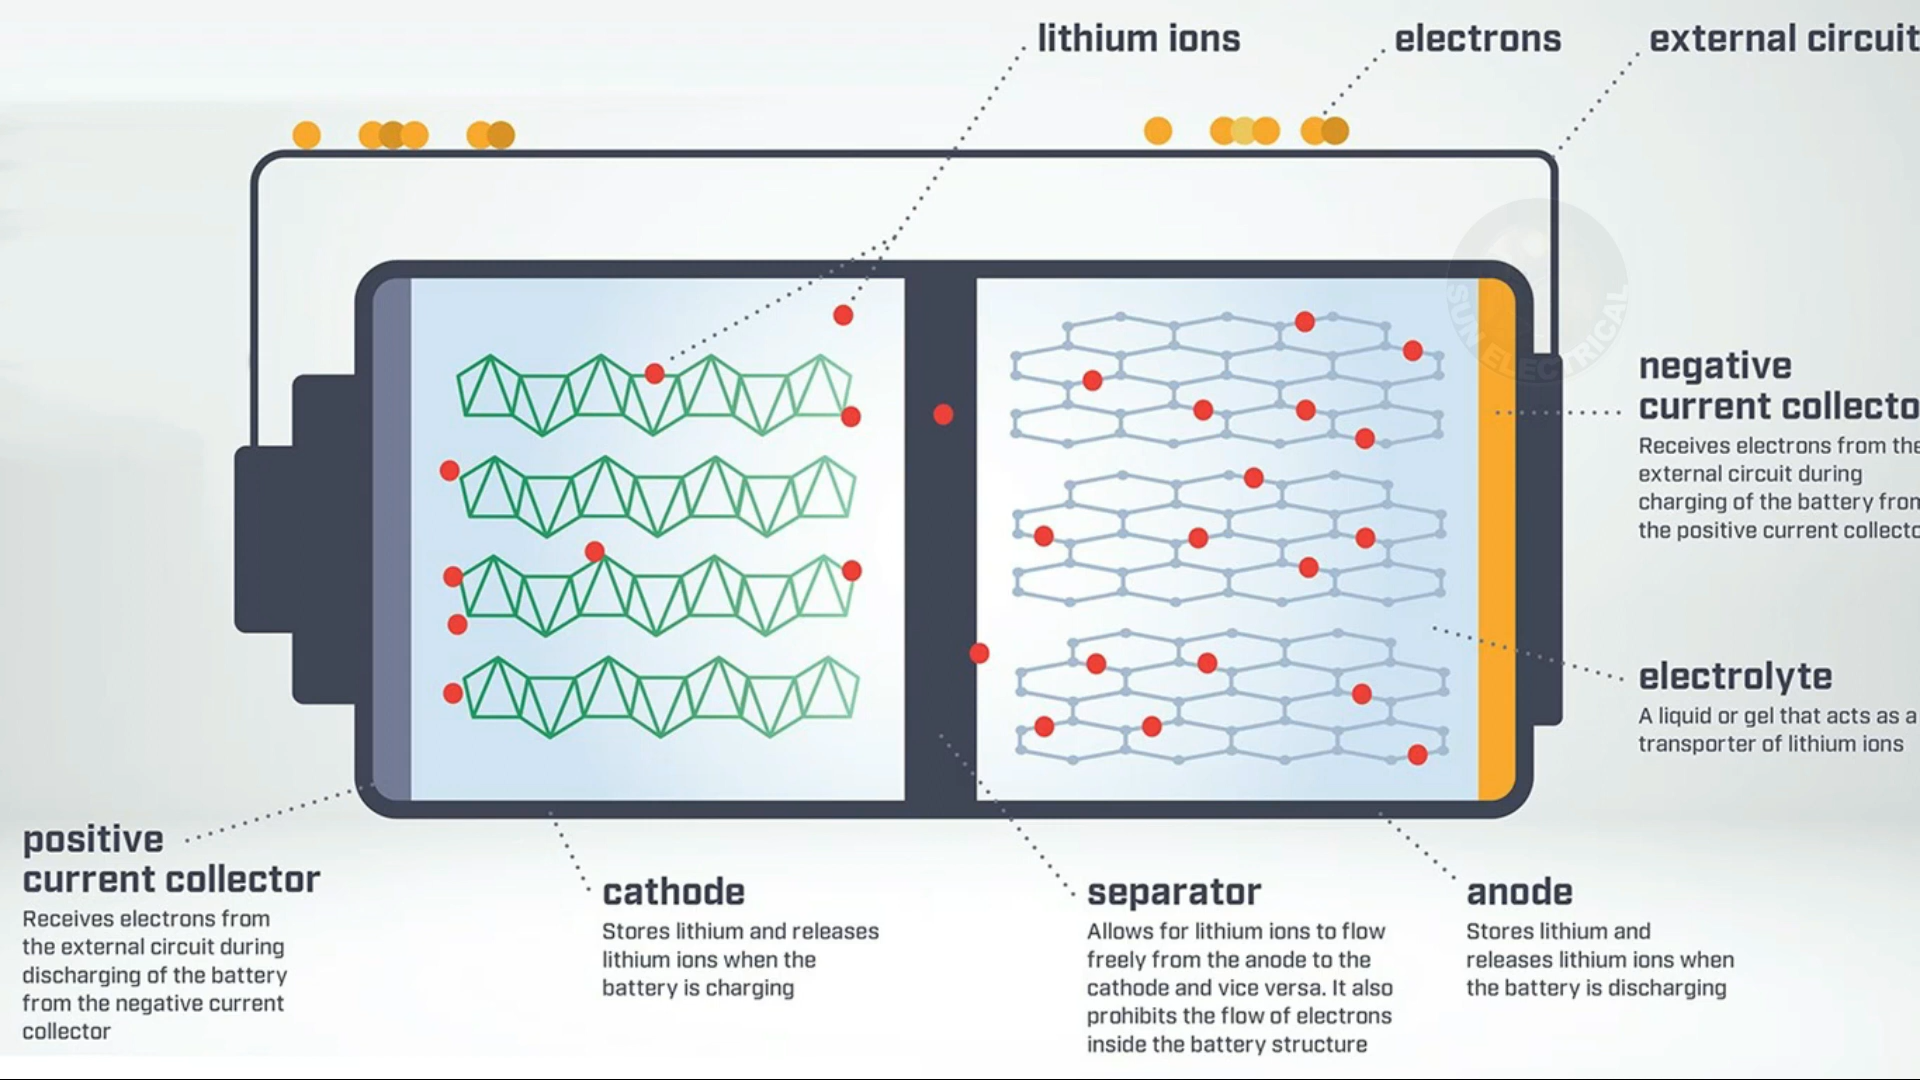 lithium ions
electrons
external circuit
SUN ELECTRICAL
negative
current collecto
Receives electrons from the
external circuit during
charging of the battery from
the positive current collecto
electrolyte
A liquid or gel that acts as a
transporter of lithium ions
positive
current collector
Receives electrons from
the external circuit during
discharging of the battery
from the negative current
collector
cathode
Stores lithium and releases
lithium ions when the
battery is charging
separator
Allows for lithium ions to flow
freely from the anode to the
cathode and vice versa. It also
prohibits the flow of electrons
inside the battery structure
anode
Stores lithium and
releases lithium ions when
the battery is discharging